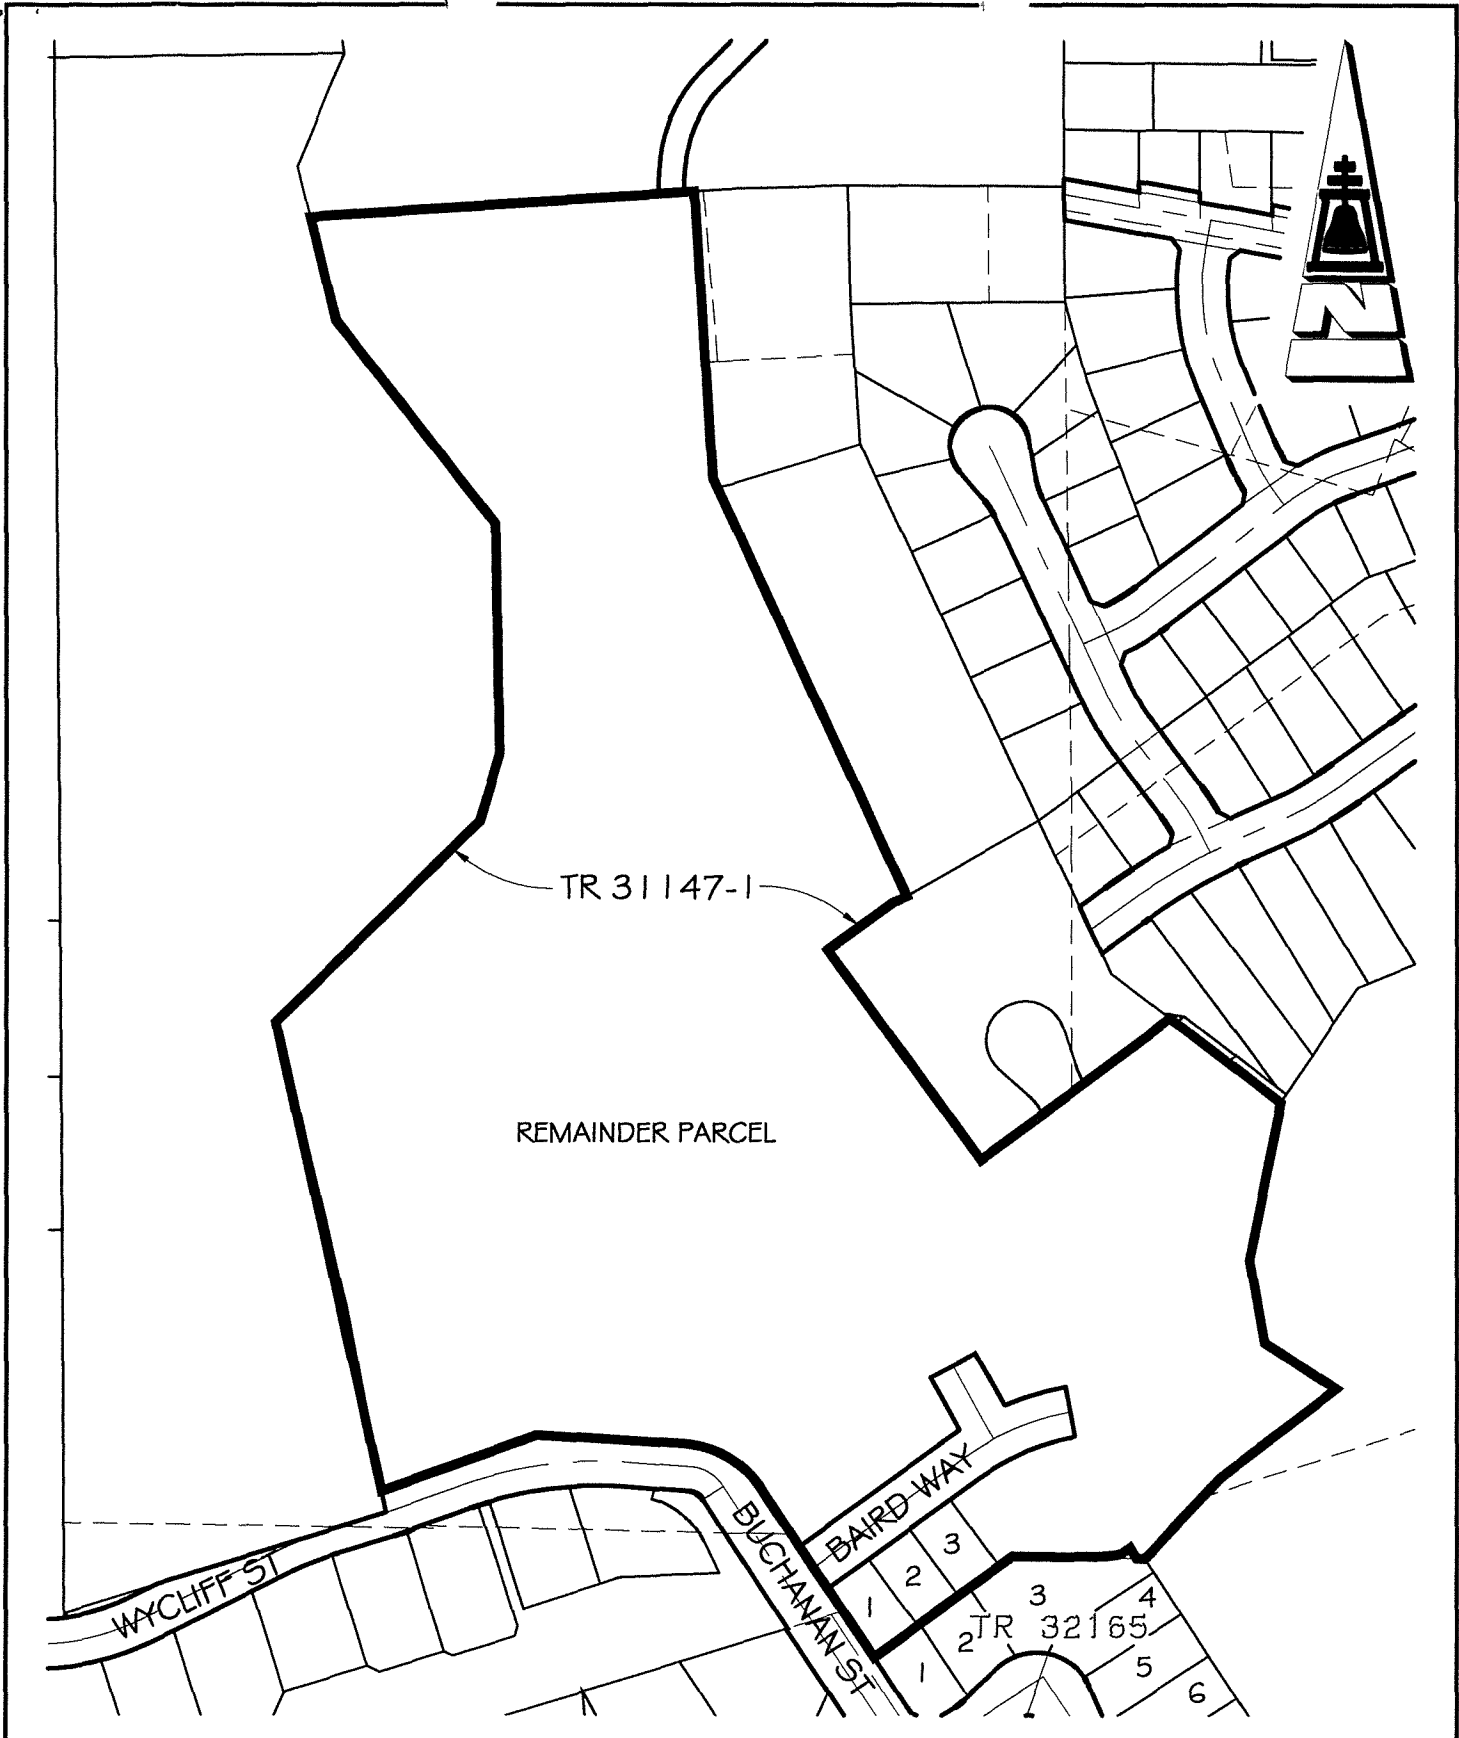 N
TR 31147-1
REMAINDER PARCEL
BAIRD WAY
BUCHANAN ST
WYCLIFF ST
3
2
1
3
4
TR 32165
2
1
5
6